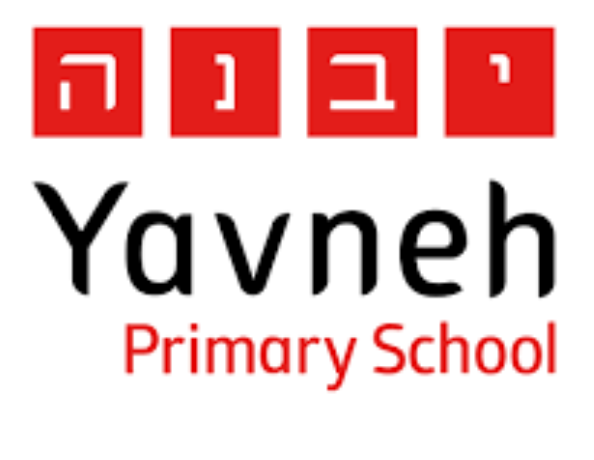 יבנה
Yavneh
Primary School